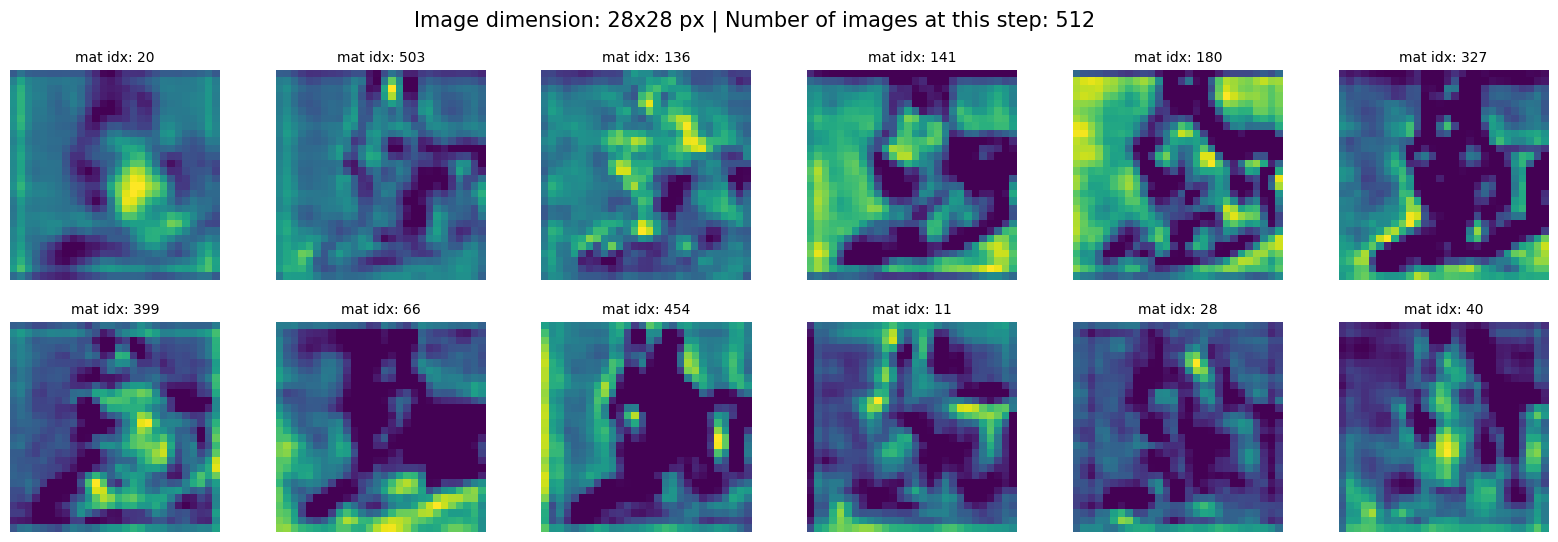 Image dimension: 28x28 px | Number of images at this step: 512
mat idx: 20
mat idx: 503
mat idx: 136
mat idx: 141
mat idx: 180
mat idx: 327
mat idx: 399
mat idx: 66
mat idx: 454
mat idx: 11
mat idx: 28
mat idx: 40